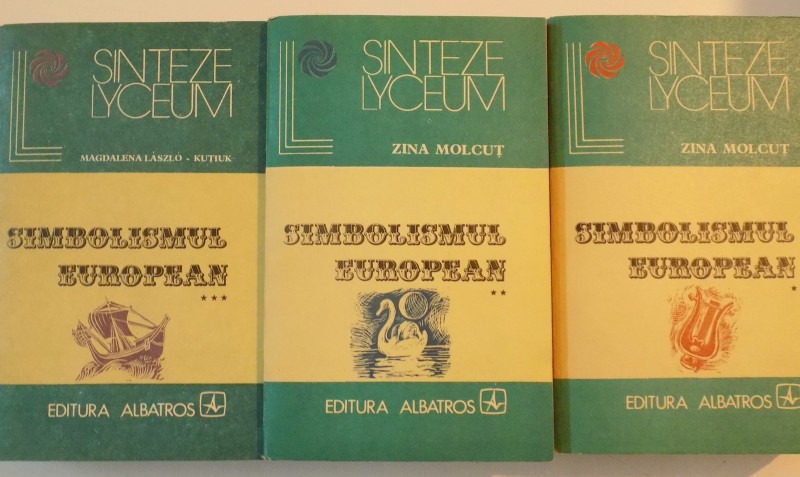 SINTEZE
LYCEUM
MAGDALENA LÁSZLÓ - KUȚIUK
SIMBOLISMUL
EUROPEAN
***
EDITURA ALBATROS
SINTEZE
LYCEUM
ZINA MOLCUȚ
SIMBOLISMUL
EUROPEAN
**
EDITURA ALBATROS
SINTEZE
LYCEUM
ZINA MOLCUȚ
SIMBOLISMUL
EUROPEAN
*
EDITURA ALBATROS